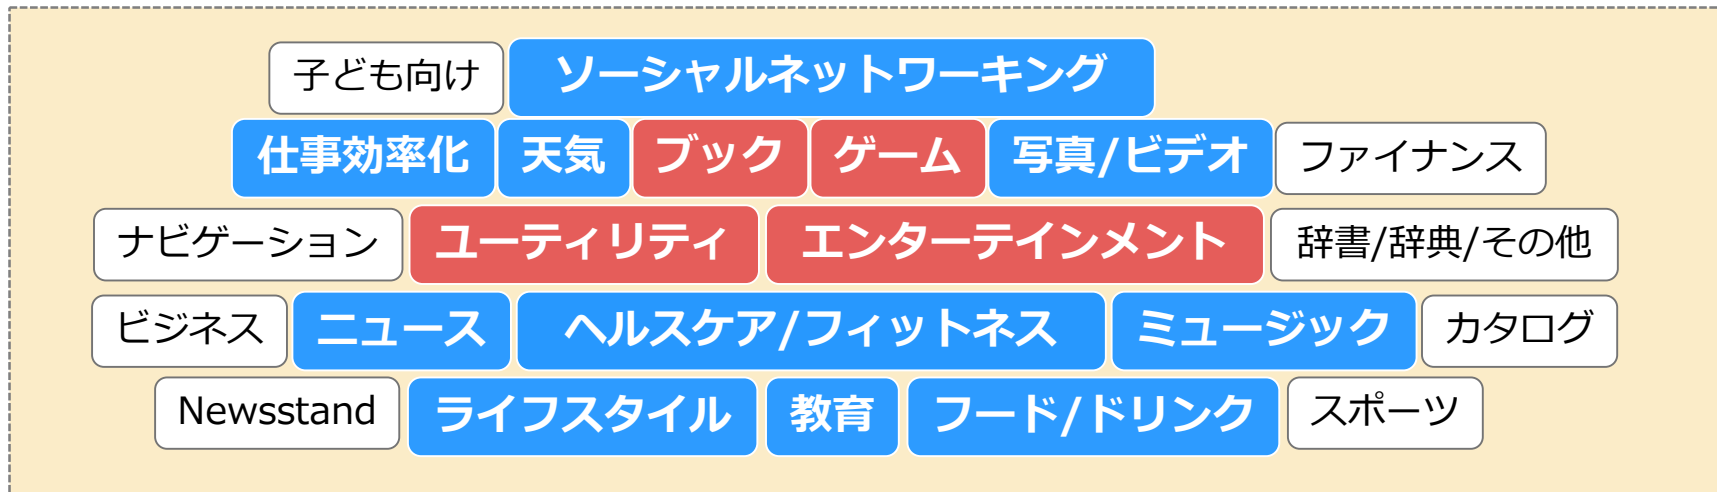 子ども向け ソーシャルネットワーキング
仕事効率化 天気 ブック ゲーム 写真/ビデオ ファイナンス
ナビゲーション ユーティリティ エンターテインメント 辞書/辞典/その他
ビジネス ニュース ヘルスケア/フィットネス ミュージック カタログ
Newsstand ライフスタイル 教育 フード/ドリンク スポーツ